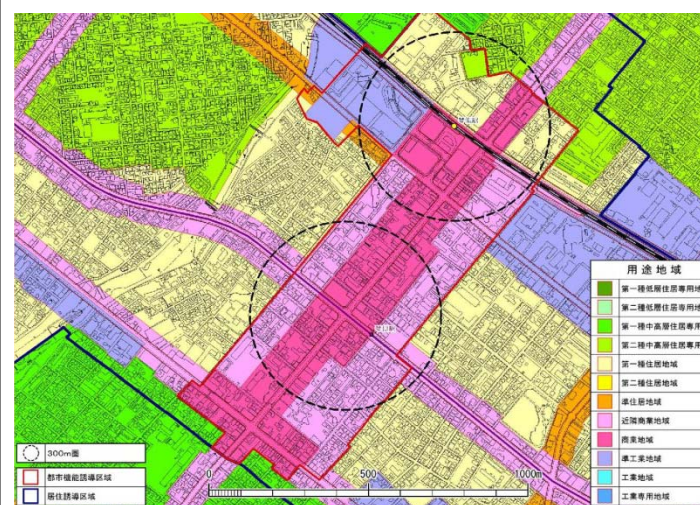 用途地域
第一種低層住居専用地
第二種低層住居専用地
第一種中高層住居専用
第二種中高層住居専用
第一種住居地域
第二種住居地域
準住居地域
近隣商業地域
商業地域
準工業地域
工業地域
工業専用地域
300m圏
都市機能誘導区域
居住誘導区域
0
500
1000m